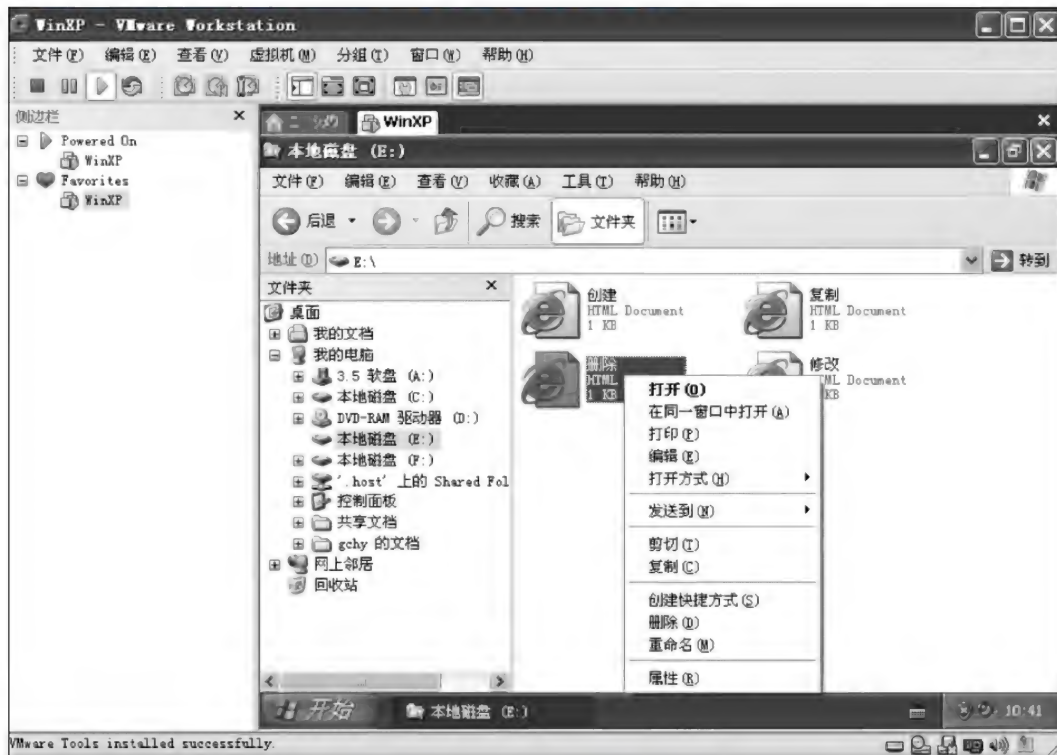 WinXP - VMware Workstation
文件(F) 编辑(E) 查看(V) 虚拟机(M) 分组(T) 窗口(W) 帮助(H)
侧边栏
Powered On
WinXP
Favorites
WinXP
WinXP
本地磁盘 (E:)
文件(F) 编辑(E) 查看(V) 收藏(A) 工具(T) 帮助(H)
后退 搜索 文件夹
地址(D) E:\ 转到
文件夹
桌面
我的文档
我的电脑
3.5 软盘 (A:)
本地磁盘 (C:)
DVD-RAM 驱动器 (D:)
本地磁盘 (E:)
本地磁盘 (F:)
'.host' 上的 Shared Fol
控制面板
共享文档
gchy 的文档
网上邻居
回收站
创建
HTML Document
1 KB
复制
HTML Document
1 KB
删除
HTML
1 KB
修改
ML Document
KB
打开(O)
在同一窗口中打开(A)
打印(P)
编辑(E)
打开方式(H)
发送到(N)
剪切(T)
复制(C)
创建快捷方式(S)
删除(D)
重命名(M)
属性(R)
开始 本地磁盘 (E:) 10:41
VMware Tools installed successfully.